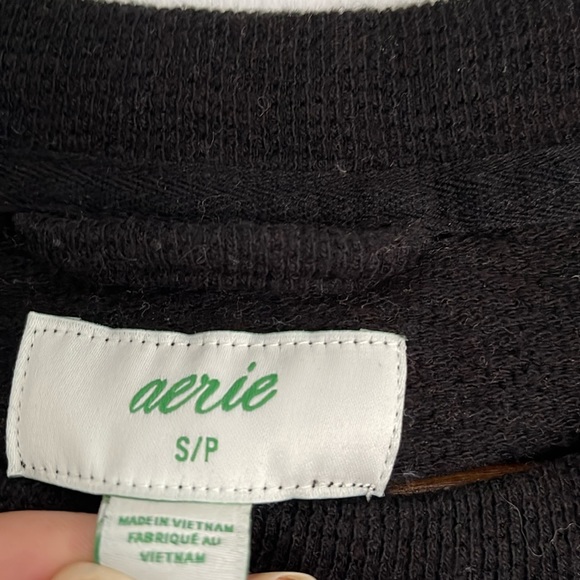 aerie
S/P
MADE IN VIETNAM
FABRIQUÉ AU
VIETNAM